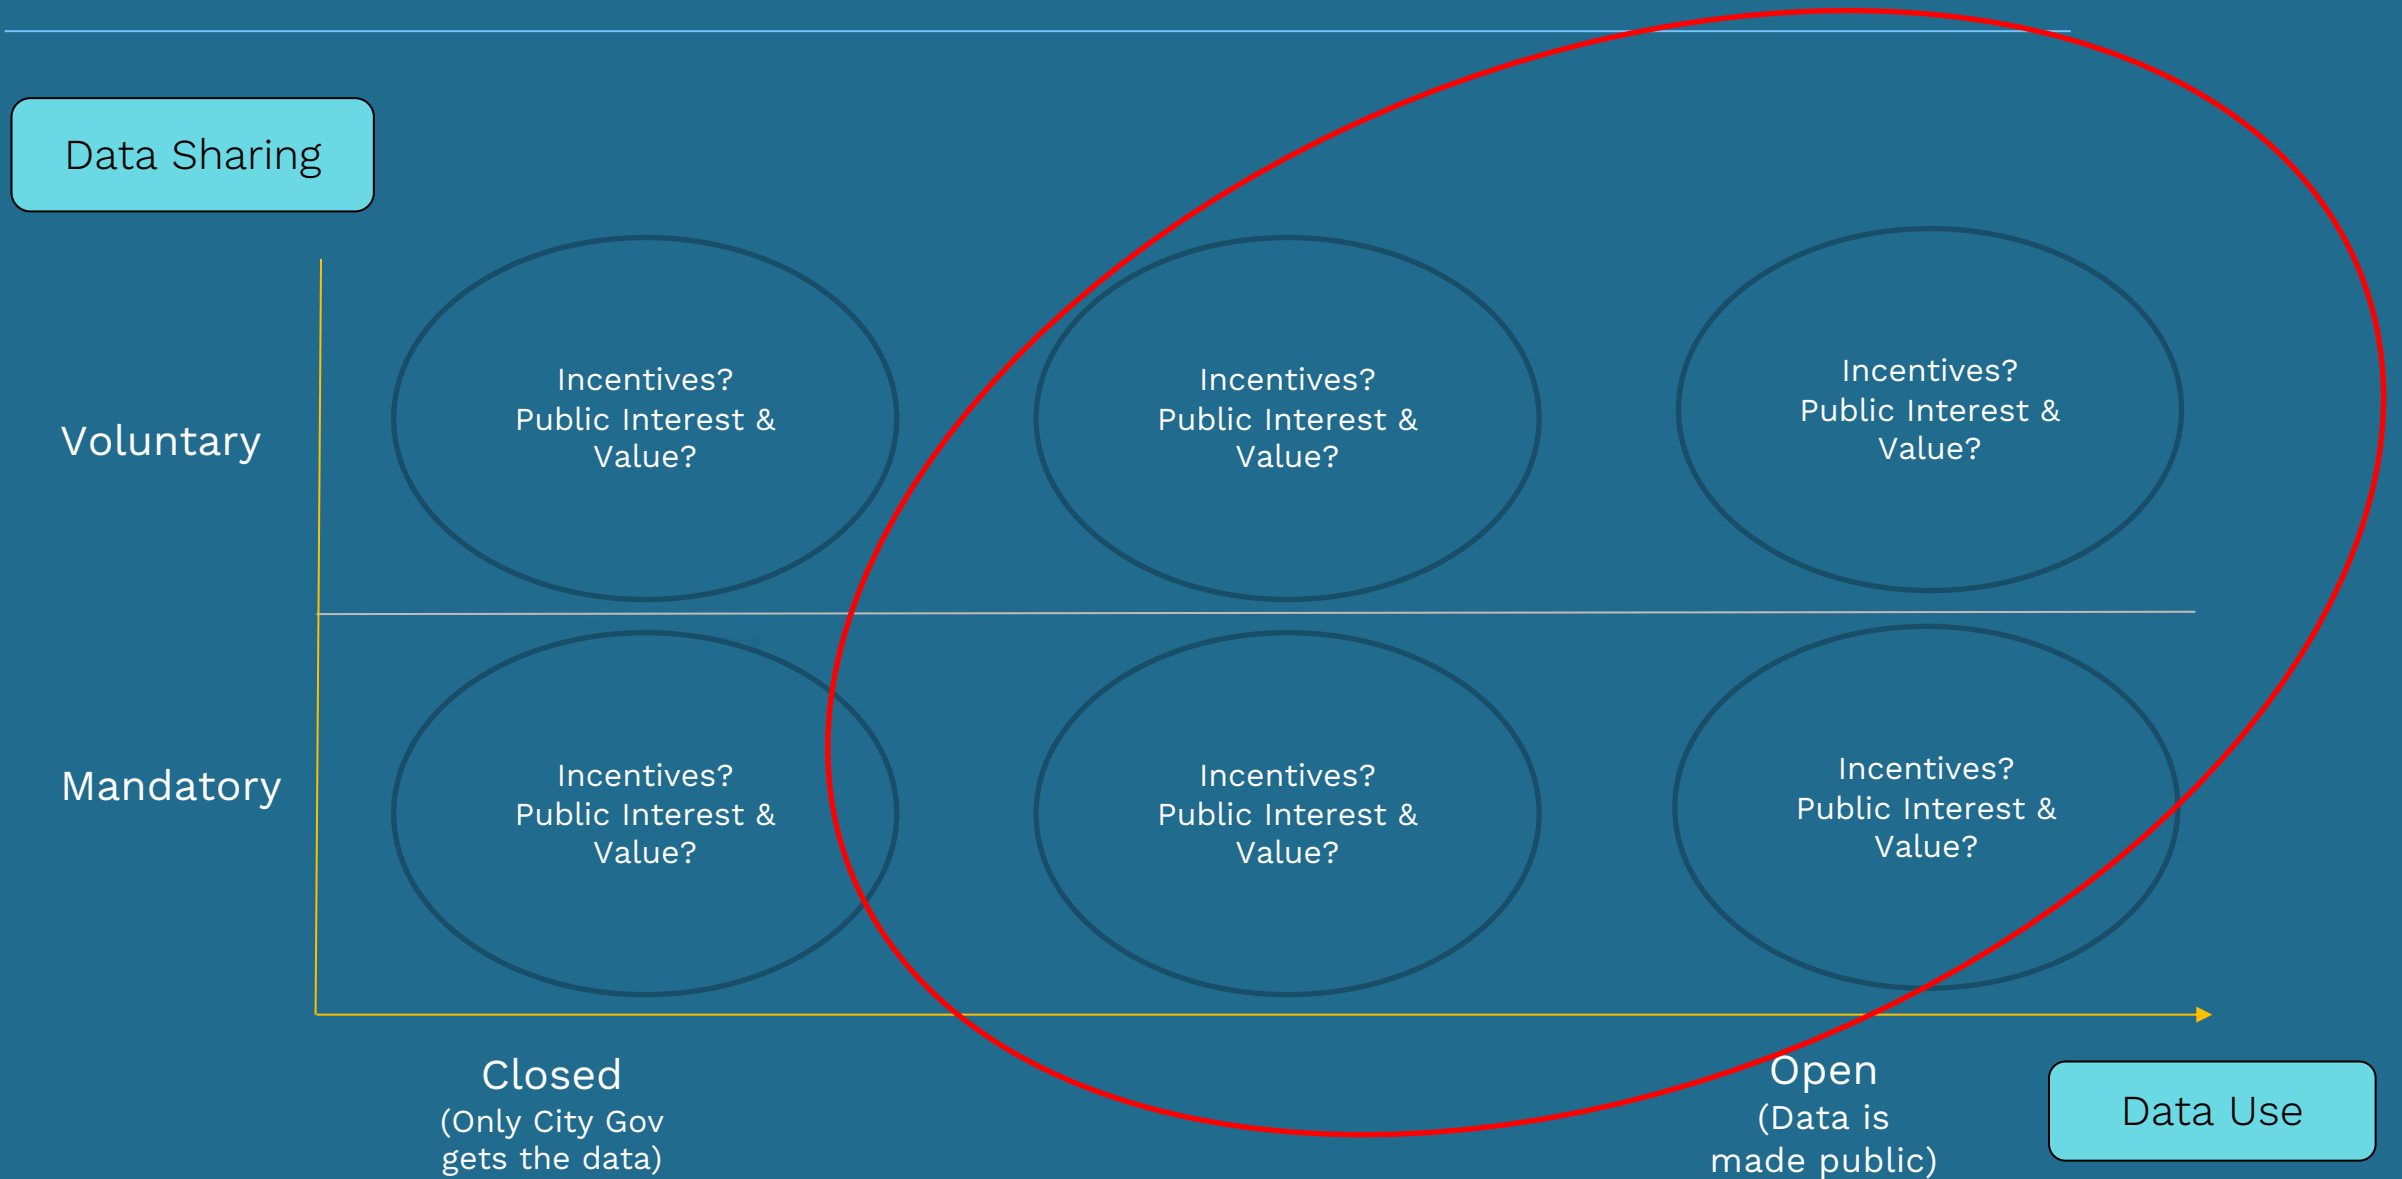 Data Sharing
Voluntary
Incentives?
Public Interest &
Value?
Incentives?
Public Interest &
Value?
Incentives?
Public Interest &
Value?
Mandatory
Incentives?
Public Interest &
Value?
Incentives?
Public Interest &
Value?
Incentives?
Public Interest &
Value?
Closed
(Only City Gov
gets the data)
Open
(Data is
made public)
Data Use